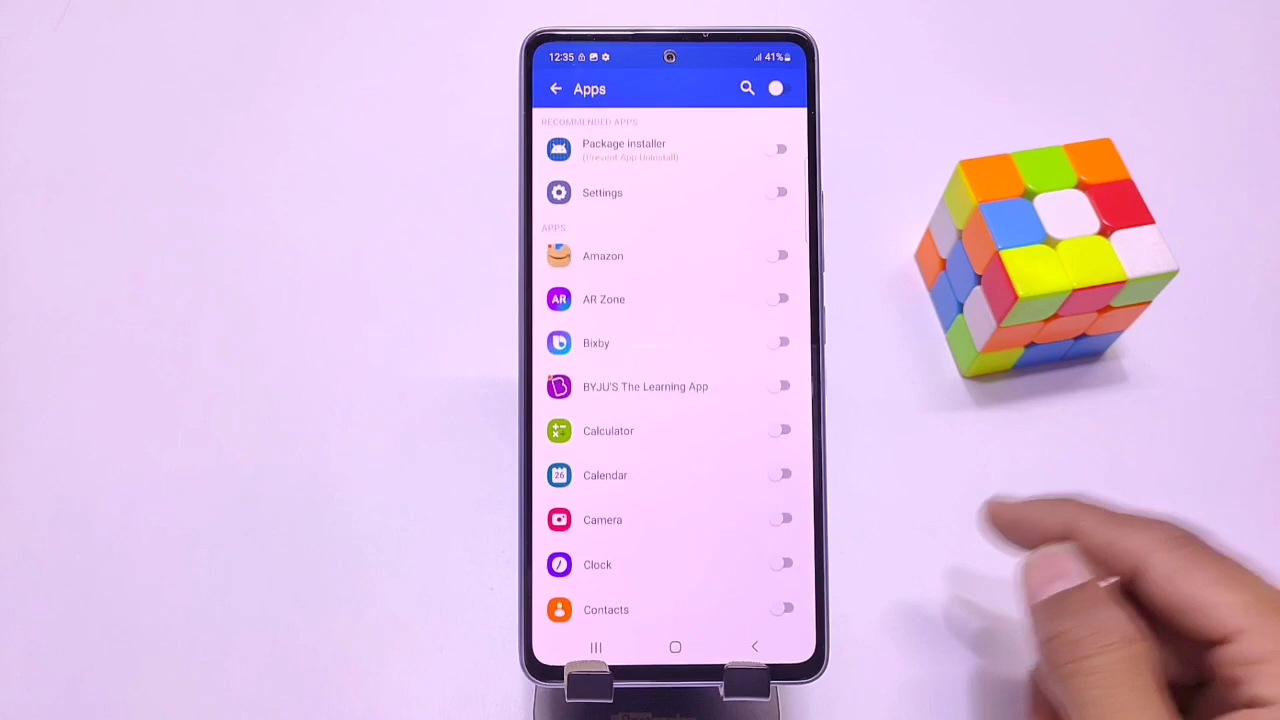 12:35 41%
Apps
RECOMMENDED APPS
Package installer
(Prevent App Uninstall)
Settings
APPS
Amazon
AR AR Zone
Bixby
BYJU'S The Learning App
Calculator
26 Calendar
Camera
Clock
Contacts